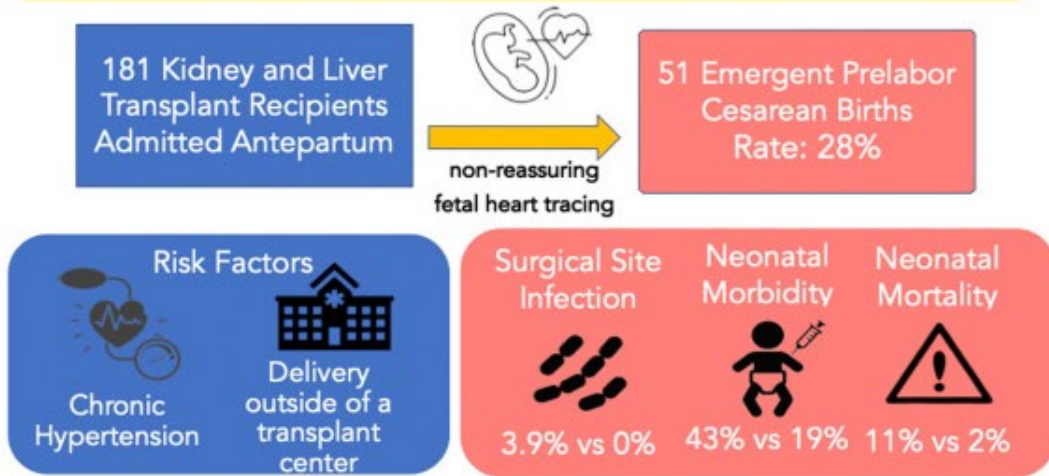 181 Kidney and Liver
Transplant Recipients
Admitted Antepartum
non-reassuring
fetal heart tracing
51 Emergent Prelabor
Cesarean Births
Rate: 28%
Risk Factors
Chronic
Hypertension
Delivery
outside of a
transplant
center
Surgical Site
Infection
3.9% vs 0%
Neonatal
Morbidity
43% vs 19%
Neonatal
Mortality
11% vs 2%